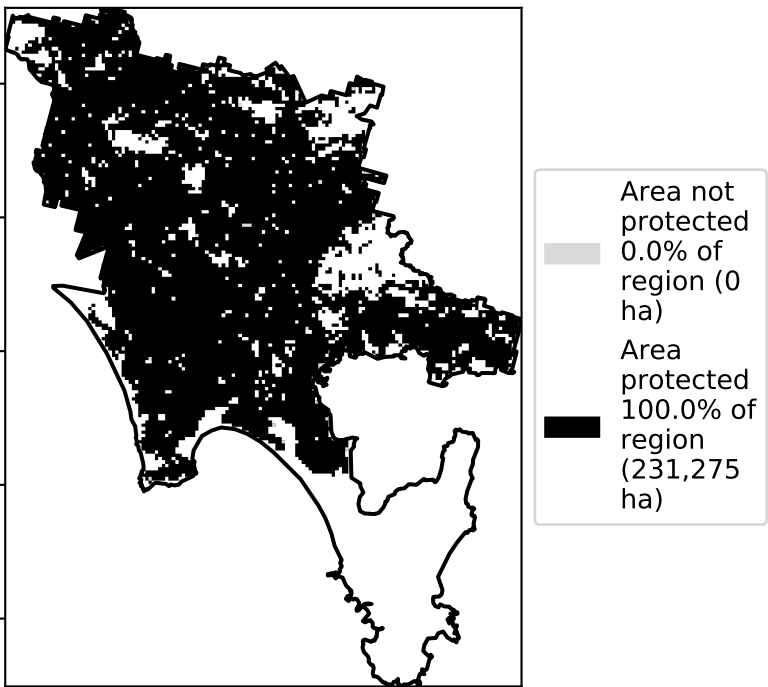 Area not
protected
0.0% of
region (0
ha)
Area
protected
100.0% of
region
(231,275
ha)